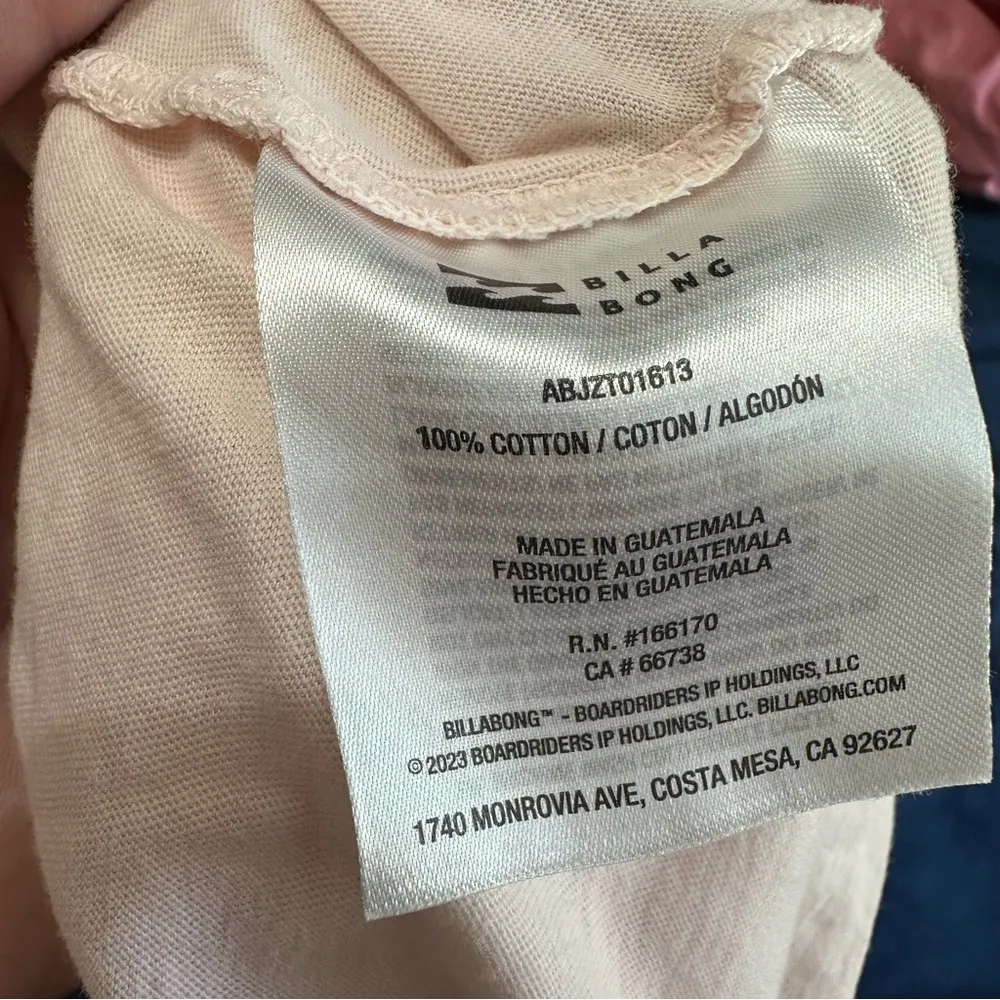 BILLA
BONG
ABJZT01613
100% COTTON / COTON / ALGODÓN
MADE IN GUATEMALA
FABRIQUÉ AU GUATEMALA
HECHO EN GUATEMALA
R.N. #166170
CA # 66738
BILLABONG™ - BOARDRIDERS IP HOLDINGS, LLC
© 2023 BOARDRIDERS IP HOLDINGS, LLC. BILLABONG.COM
1740 MONROVIA AVE, COSTA MESA, CA 92627